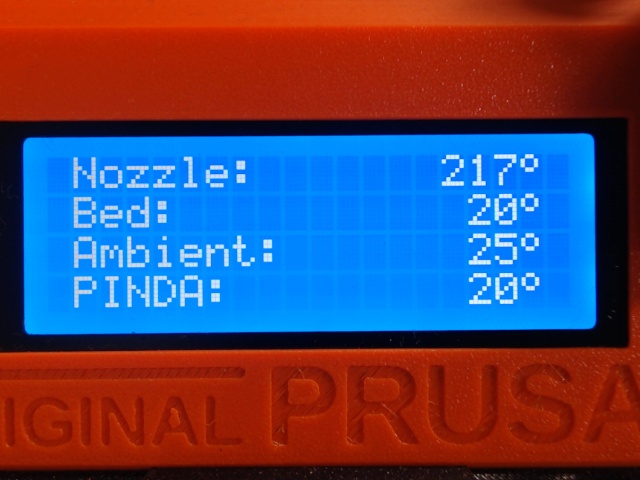 Nozzle: 217°
Bed: 20°
Ambient: 25°
PINDA: 20°
IGINAL PRUSA